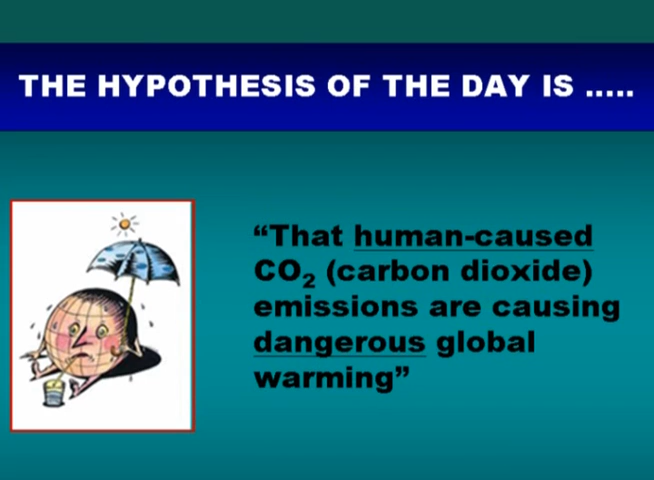 THE HYPOTHESIS OF THE DAY IS .....
“That human-caused
CO₂ (carbon dioxide)
emissions are causing
dangerous global
warming”